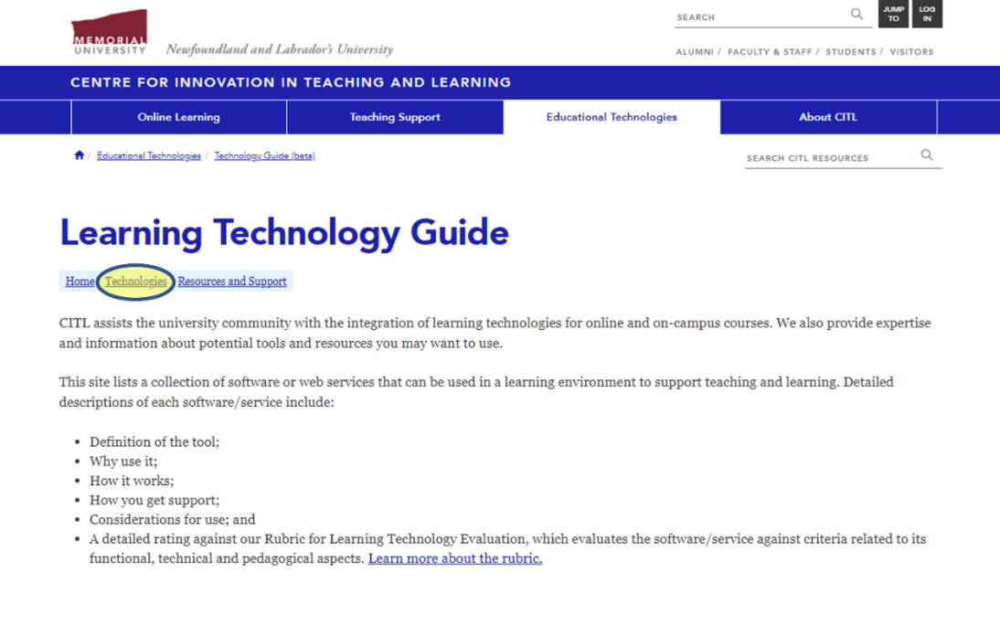 MEMORIAL
UNIVERSITY
Newfoundland and Labrador's University
SEARCH
JUMP
TO
LOG
IN
ALUMNI / FACULTY & STAFF / STUDENTS / VISITORS
CENTRE FOR INNOVATION IN TEACHING AND LEARNING
Online Learning Teaching Support Educational Technologies About CITL
/ Educational Technologies / Technology Guide (beta)
SEARCH CITL RESOURCES
Learning Technology Guide
Home Technologies Resources and Support
CITL assists the university community with the integration of learning technologies for online and on-campus courses. We also provide expertise
and information about potential tools and resources you may want to use.
This site lists a collection of software or web services that can be used in a learning environment to support teaching and learning. Detailed
descriptions of each software/service include:
• Definition of the tool;
• Why use it;
• How it works;
• How you get support;
• Considerations for use; and
• A detailed rating against our Rubric for Learning Technology Evaluation, which evaluates the software/service against criteria related to its
functional, technical and pedagogical aspects. Learn more about the rubric.